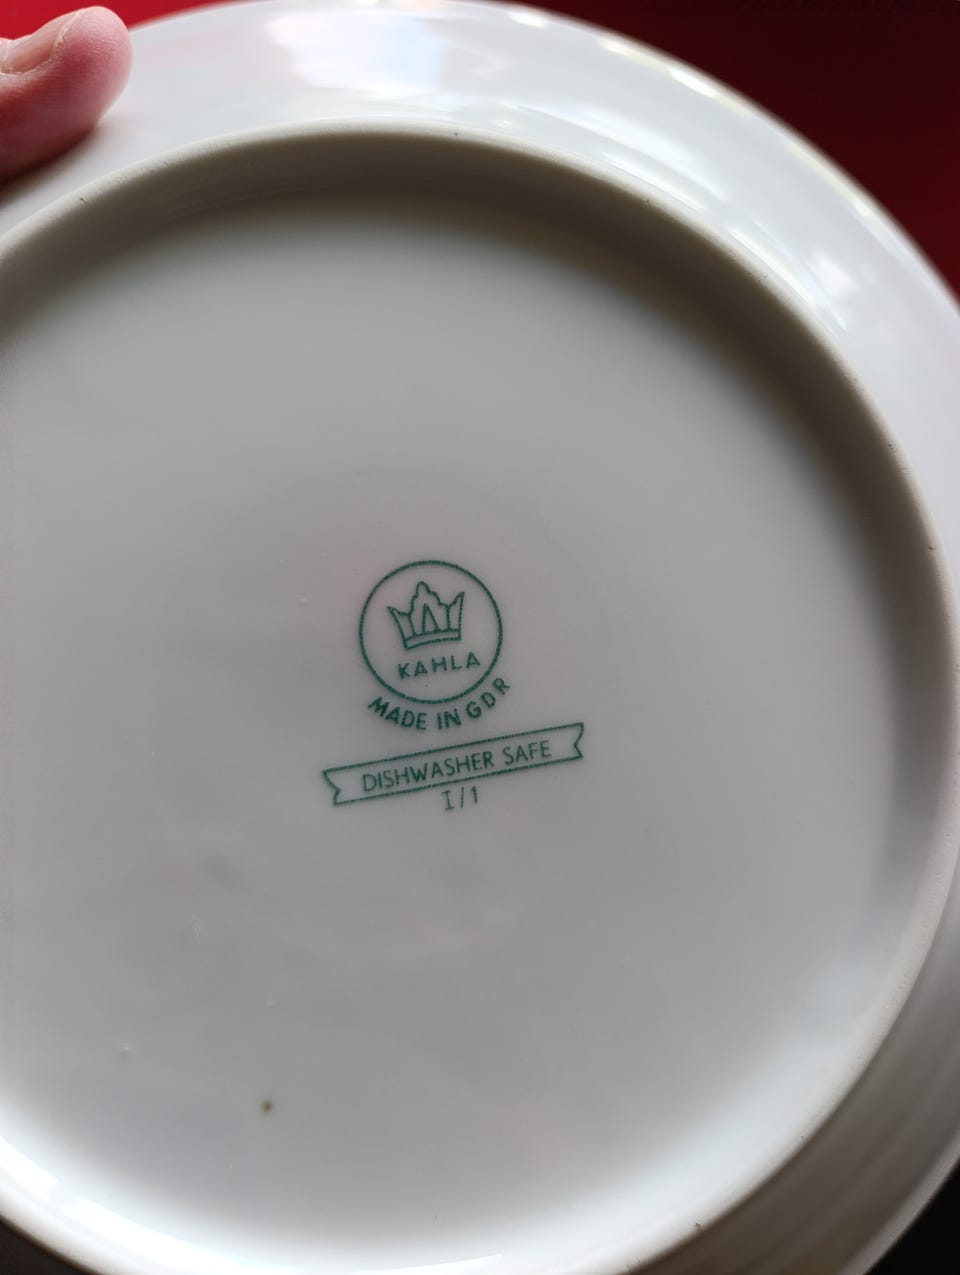 KAHLA
MADE IN GDR
DISHWASHER SAFE
I/1